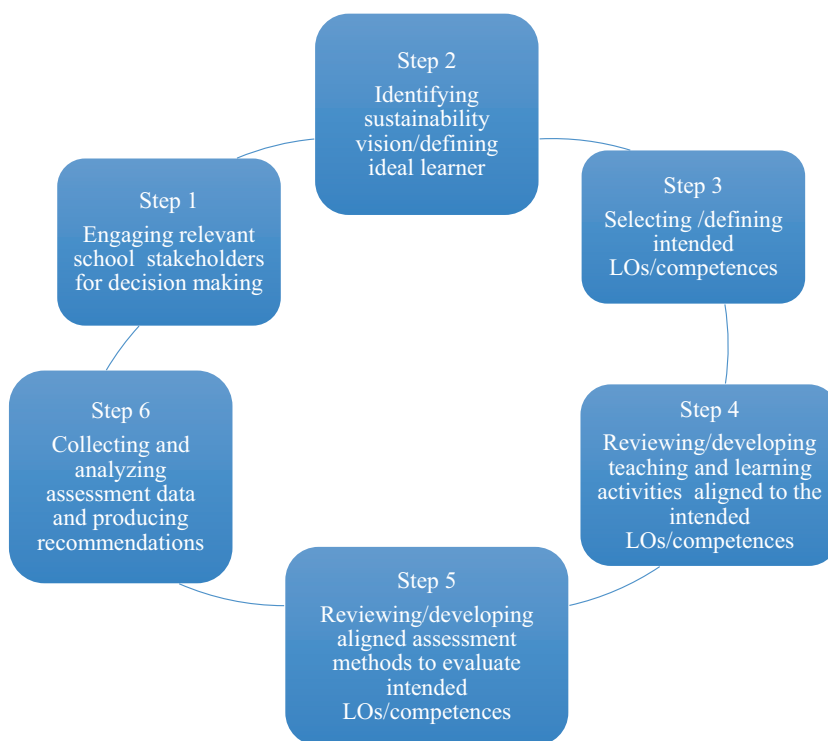 Step 1
Engaging relevant
school stakeholders
for decision making
Step 2
Identifying
sustainability
vision/defining
ideal learner
Step 3
Selecting /defining
intended
LOs/competences
Step 4
Reviewing/developing
teaching and learning
activities aligned to the
intended
LOs/competences
Step 5
Reviewing/developing
aligned assessment
methods to evaluate
intended
LOs/competences
Step 6
Collecting and
analyzing
assessment data
and producing
recommendations